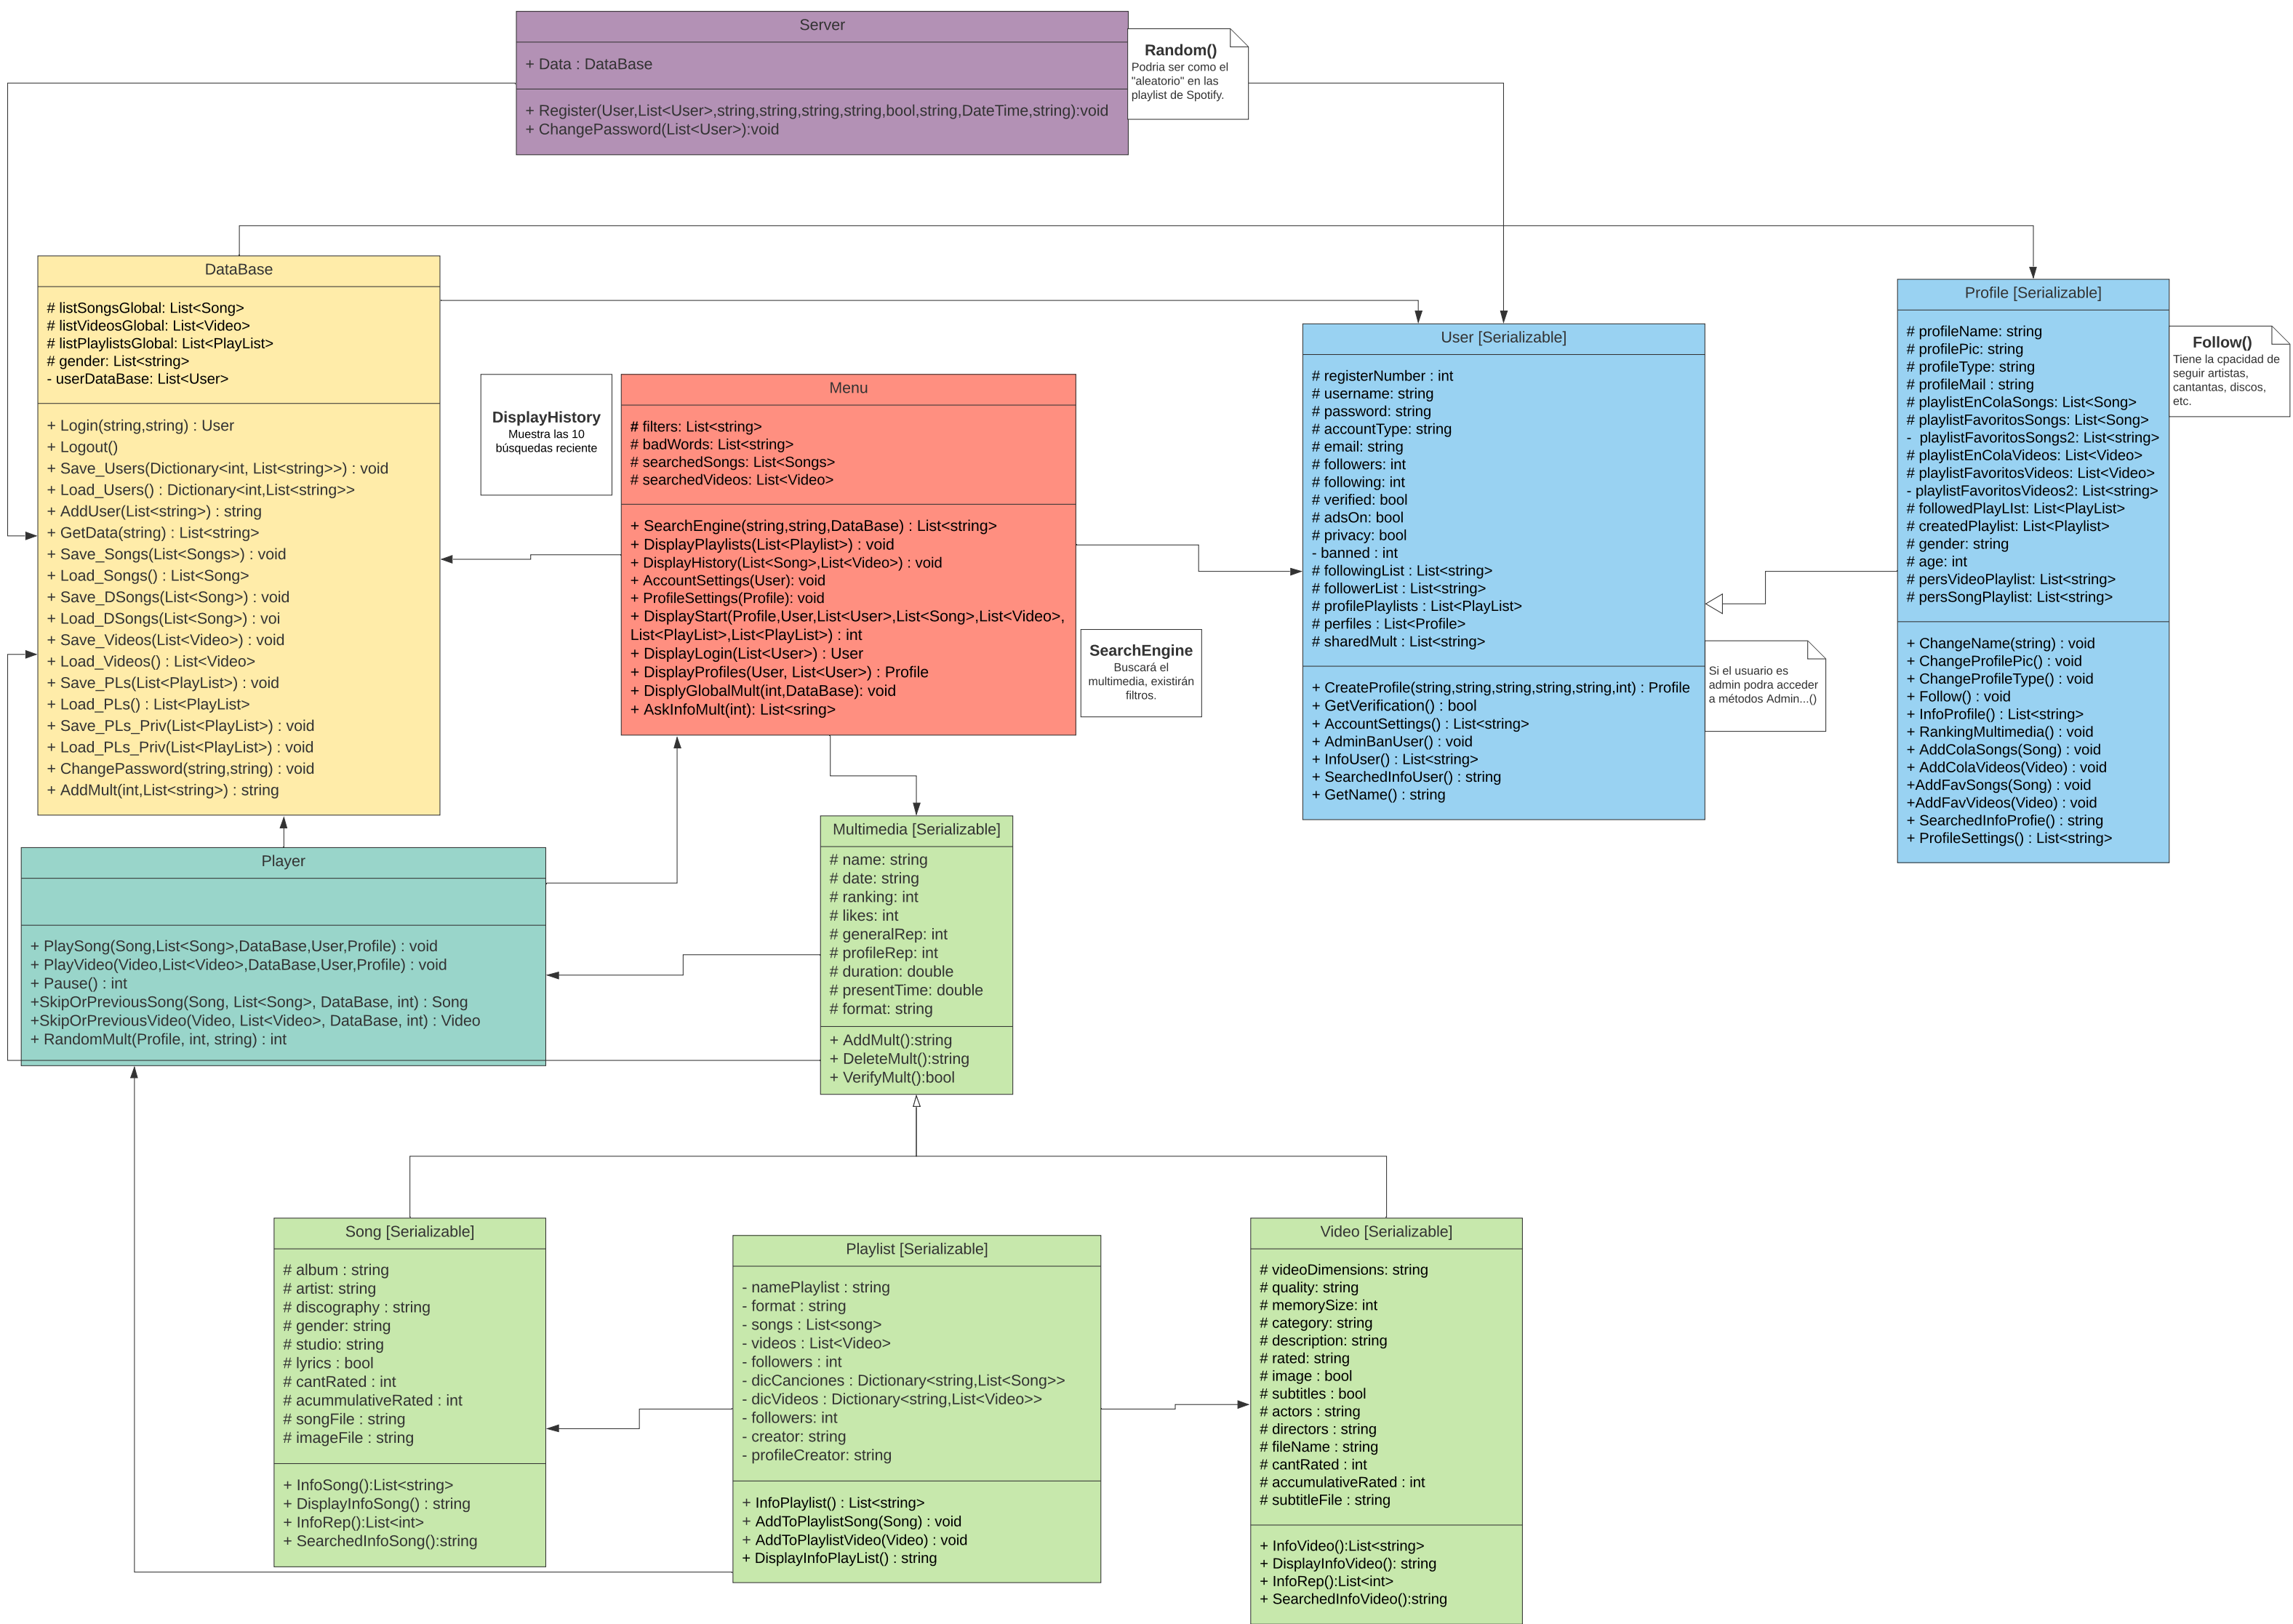 Server
+ Data : DataBase
+ Register(User,List<User>,string,string,string,string,bool,string,DateTime,string):void
+ ChangePassword(List<User>):void
Random()
Podria ser como el
"aleatorio" en las
playlist de Spotify.
DataBase
# listSongsGlobal: List<Song>
# listVideosGlobal: List<Video>
# listPlaylistsGlobal: List<PlayList>
# gender: List<string>
- userDataBase: List<User>
+ Login(string,string) : User
+ Logout()
+ Save_Users(Dictionary<int, List<string>>) : void
+ Load_Users() : Dictionary<int,List<string>>
+ AddUser(List<string>) : string
+ GetData(string) : List<string>
+ Save_Songs(List<Songs>) : void
+ Load_Songs() : List<Song>
+ Save_DSongs(List<Song>) : void
+ Load_DSongs(List<Song>) : voi
+ Save_Videos(List<Video>) : void
+ Load_Videos() : List<Video>
+ Save_PLs(List<PlayList>) : void
+ Load_PLs() : List<PlayList>
+ Save_PLs_Priv(List<PlayList>) : void
+ Load_PLs_Priv(List<PlayList>) : void
+ ChangePassword(string,string) : void
+ AddMult(int,List<string>) : string
DisplayHistory
Muestra las 10
búsquedas reciente
Menu
# filters: List<string>
# badWords: List<string>
# searchedSongs: List<Songs>
# searchedVideos: List<Video>
+ SearchEngine(string,string,DataBase) : List<string>
+ DisplayPlaylists(List<Playlist>) : void
+ DisplayHistory(List<Song>,List<Video>) : void
+ AccountSettings(User): void
+ ProfileSettings(Profile): void
+ DisplayStart(Profile,User,List<User>,List<Song>,List<Video>,
List<PlayList>,List<PlayList>) : int
+ DisplayLogin(List<User>) : User
+ DisplayProfiles(User, List<User>) : Profile
+ DisplyGlobalMult(int,DataBase): void
+ AskInfoMult(int): List<sring>
SearchEngine
Buscará el
multimedia, existirán
filtros.
User [Serializable]
# registerNumber : int
# username: string
# password: string
# accountType: string
# email: string
# followers: int
# following: int
# verified: bool
# adsOn: bool
# privacy: bool
- banned : int
# followingList : List<string>
# followerList : List<string>
# profilePlaylists : List<PlayList>
# perfiles : List<Profile>
# sharedMult : List<string>
+ CreateProfile(string,string,string,string,string,int) : Profile
+ GetVerification() : bool
+ AccountSettings() : List<string>
+ AdminBanUser() : void
+ InfoUser() : List<string>
+ SearchedInfoUser() : string
+ GetName() : string
Si el usuario es
admin podra acceder
a métodos Admin...()
Profile [Serializable]
# profileName: string
# profilePic: string
# profileType: string
# profileMail : string
# playlistEnColaSongs: List<Song>
# playlistFavoritosSongs: List<Song>
-  playlistFavoritosSongs2: List<string>
# playlistEnColaVideos: List<Video>
# playlistFavoritosVideos: List<Video>
- playlistFavoritosVideos2: List<string>
# followedPlayLIst: List<PlayList>
# createdPlaylist: List<Playlist>
# gender: string
# age: int
# persVideoPlaylist: List<string>
# persSongPlaylist: List<string>
+ ChangeName(string) : void
+ ChangeProfilePic() : void
+ ChangeProfileType() : void
+ Follow() : void
+ InfoProfile() : List<string>
+ RankingMultimedia() : void
+ AddColaSongs(Song) : void
+ AddColaVideos(Video) : void
+AddFavSongs(Song) : void
+AddFavVideos(Video) : void
+ SearchedInfoProfie() : string
+ ProfileSettings() : List<string>
Follow()
Tiene la cpacidad de
seguir artistas,
cantantas, discos,
etc.
Player
+ PlaySong(Song,List<Song>,DataBase,User,Profile) : void
+ PlayVideo(Video,List<Video>,DataBase,User,Profile) : void
+ Pause() : int
+SkipOrPreviousSong(Song, List<Song>, DataBase, int) : Song
+SkipOrPreviousVideo(Video, List<Video>, DataBase, int) : Video
+ RandomMult(Profile, int, string) : int
Multimedia [Serializable]
# name: string
# date: string
# ranking: int
# likes: int
# generalRep: int
# profileRep: int
# duration: double
# presentTime: double
# format: string
+ AddMult():string
+ DeleteMult():string
+ VerifyMult():bool
Song [Serializable]
# album : string
# artist: string
# discography : string
# gender: string
# studio: string
# lyrics : bool
# cantRated : int
# acummulativeRated : int
# songFile : string
# imageFile : string
+ InfoSong():List<string>
+ DisplayInfoSong() : string
+ InfoRep():List<int>
+ SearchedInfoSong():string
Playlist [Serializable]
- namePlaylist : string
- format : string
- songs : List<song>
- videos : List<Video>
- followers : int
- dicCanciones : Dictionary<string,List<Song>>
- dicVideos : Dictionary<string,List<Video>>
- followers: int
- creator: string
- profileCreator: string
+ InfoPlaylist() : List<string>
+ AddToPlaylistSong(Song) : void
+ AddToPlaylistVideo(Video) : void
+ DisplayInfoPlayList() : string
Video [Serializable]
# videoDimensions: string
# quality: string
# memorySize: int
# category: string
# description: string
# rated: string
# image : bool
# subtitles : bool
# actors : string
# directors : string
# fileName : string
# cantRated : int
# accumulativeRated : int
# subtitleFile : string
+ InfoVideo():List<string>
+ DisplayInfoVideo(): string
+ InfoRep():List<int>
+ SearchedInfoVideo():string